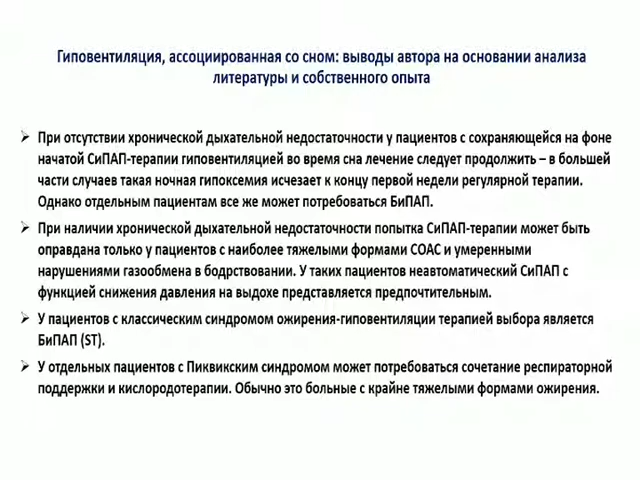 Гиповентиляция, ассоциированная со сном: выводы автора на основании анализа
литературы и собственного опыта
➢ При отсутствии хронической дыхательной недостаточности у пациентов с сохраняющейся на фоне
начатой СиПАП-терапии гиповентиляцией во время сна лечение следует продолжить – в большей
части случаев такая ночная гипоксемия исчезает к концу первой недели регулярной терапии.
Однако отдельным пациентам все же может потребоваться БиПАП.
➢ При наличии хронической дыхательной недостаточности попытка СиПАП-терапии может быть
оправдана только у пациентов с наиболее тяжелыми формами СОАС и умеренными
нарушениями газообмена в бодрствовании. У таких пациентов неавтоматический СиПАП с
функцией снижения давления на выдохе представляется предпочтительным.
➢ У пациентов с классическим синдромом ожирения-гиповентиляции терапией выбора является
БиПАП (ST).
➢ У отдельных пациентов с Пиквикским синдромом может потребоваться сочетание респираторной
поддержки и кислородотерапии. Обычно это больные с крайне тяжелыми формами ожирения.